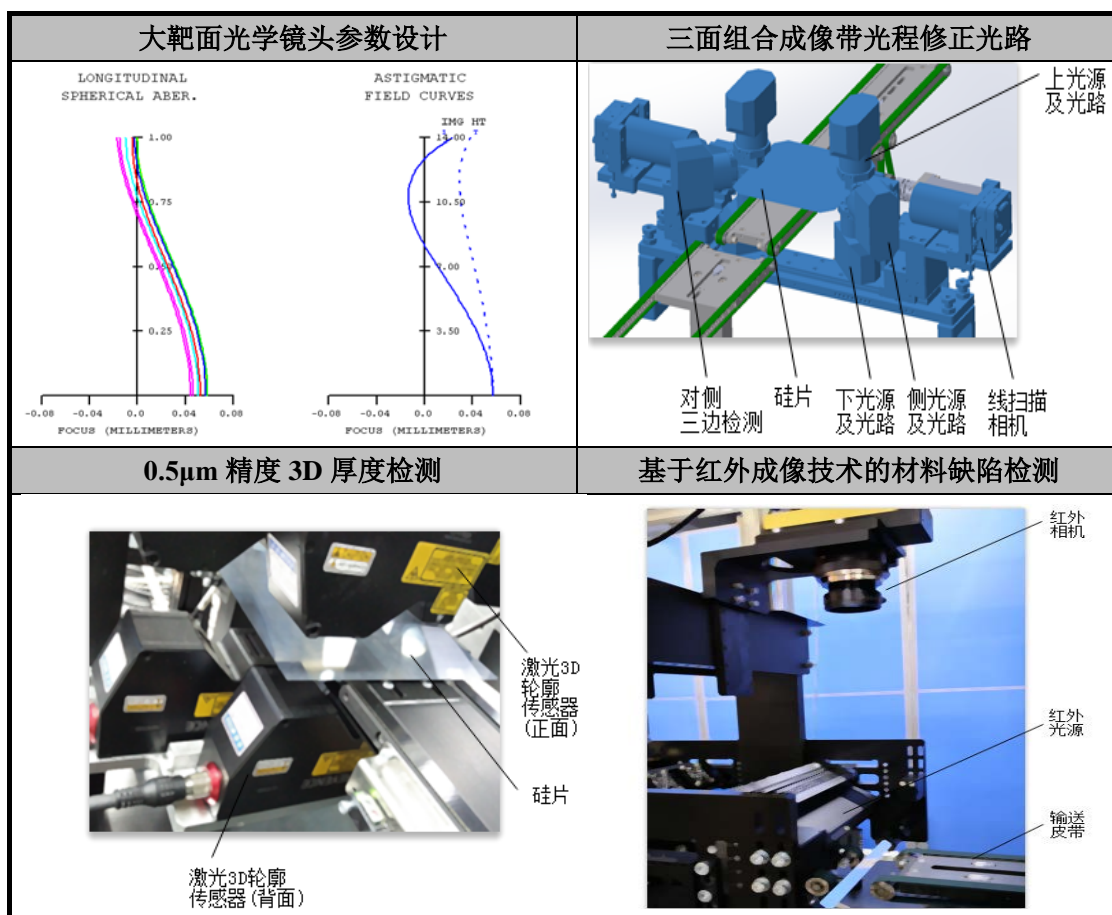 大靶面光学镜头参数设计
三面组合成像带光程修正光路
LONGITUDINAL
SPHERICAL ABER.
1.00
0.75
0.50
0.25
-0.08
-0.04
0.0
0.04
0.08
FOCUS (MILLIMETERS)
ASTIGMATIC
FIELD CURVES
IMG HT
14.00
10.50
7.00
3.50
-0.08
-0.04
0.0
0.04
0.08
FOCUS (MILLIMETERS)
上光源
及光路
对侧
三边检测
硅片
下光源
及光路
侧光源
及光路
线扫描
相机
0.5μm 精度 3D 厚度检测
基于红外成像技术的材料缺陷检测
激光3D
轮廓
传感器
(正面)
硅片
激光3D轮廓
传感器(背面)
红外
相机
红外
光源
输送
皮带